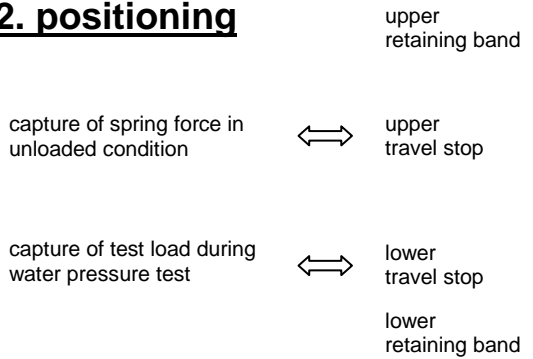 2. positioning
upper
retaining band
capture of spring force in
unloaded condition
upper
travel stop
capture of test load during
water pressure test
lower
travel stop
lower
retaining band